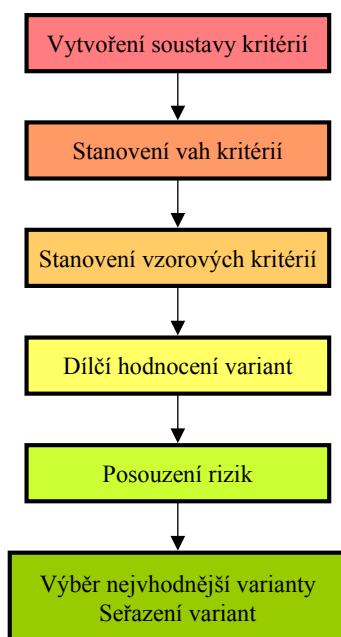 Vytvoření soustavy kritérií
Stanovení vah kritérií
Stanovení vzorových kritérií
Dílčí hodnocení variant
Posouzení rizik
Výběr nejvhodnější varianty
Seřazení variant